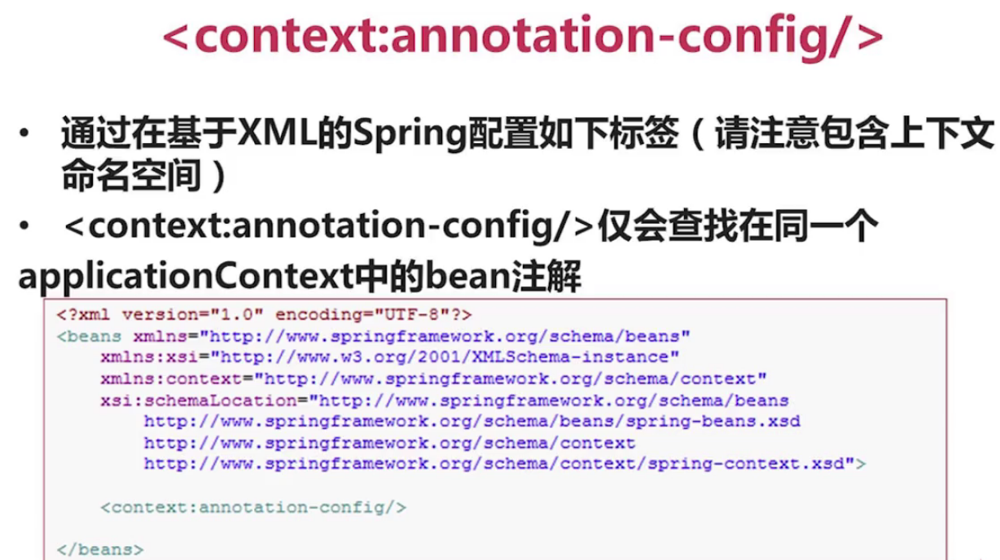 <context:annotation-config/>
• 通过在基于XML的Spring配置如下标签（请注意包含上下文
命名空间）
• <context:annotation-config/>仅会查找在同一个
applicationContext中的bean注解
<?xml version="1.0" encoding="UTF-8"?>
<beans xmlns="http://www.springframework.org/schema/beans"
xmlns:xsi="http://www.w3.org/2001/XMLSchema-instance"
xmlns:context="http://www.springframework.org/schema/context"
xsi:schemaLocation="http://www.springframework.org/schema/beans
http://www.springframework.org/schema/beans/spring-beans.xsd
http://www.springframework.org/schema/context
http://www.springframework.org/schema/context/spring-context.xsd">
<context:annotation-config/>
</beans>